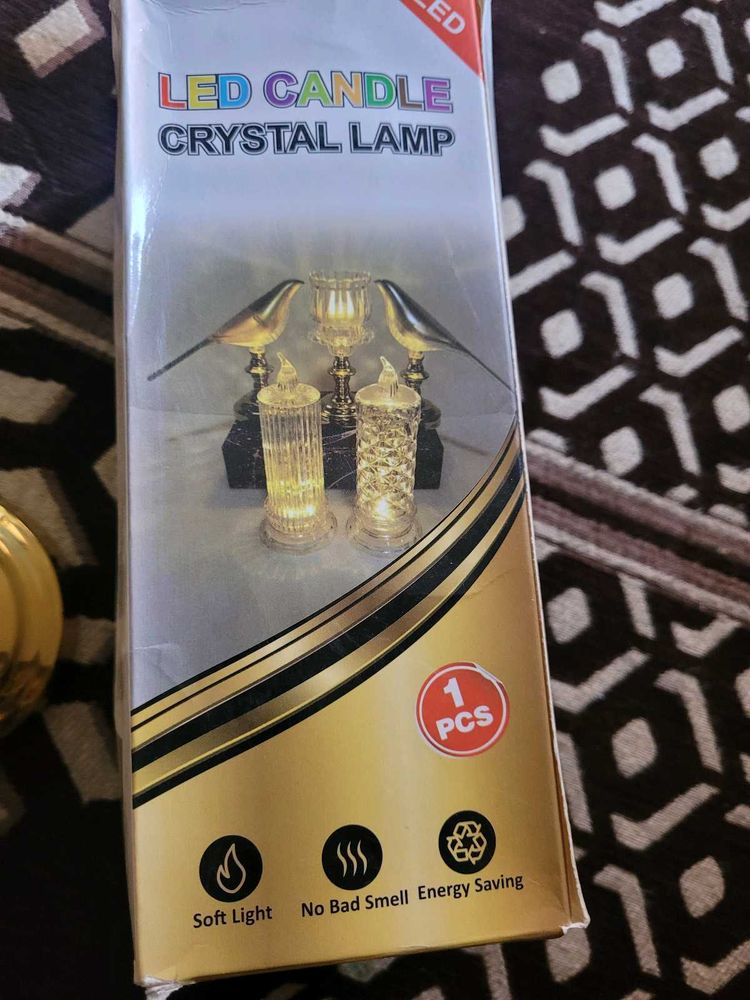 LED
LED CANDLE
CRYSTAL LAMP
1
PCS
Soft Light
No Bad Smell
Energy Saving